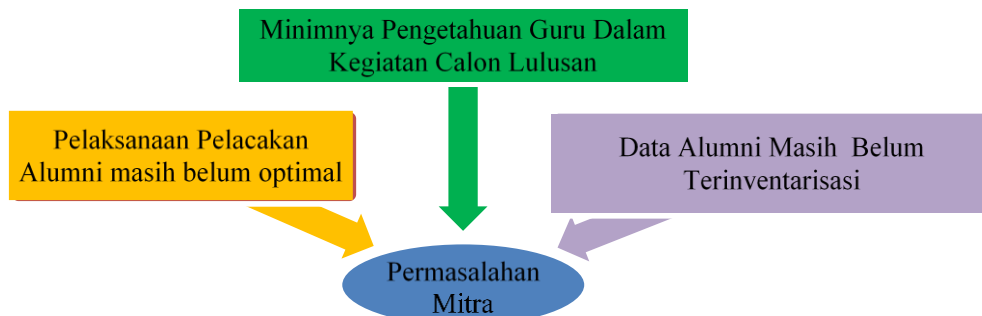 Minimnya Pengetahuan Guru Dalam
Kegiatan Calon Lulusan
Pelaksanaan Pelacakan
Alumni masih belum optimal
Data Alumni Masih Belum
Terinventarisasi
Permasalahan
Mitra